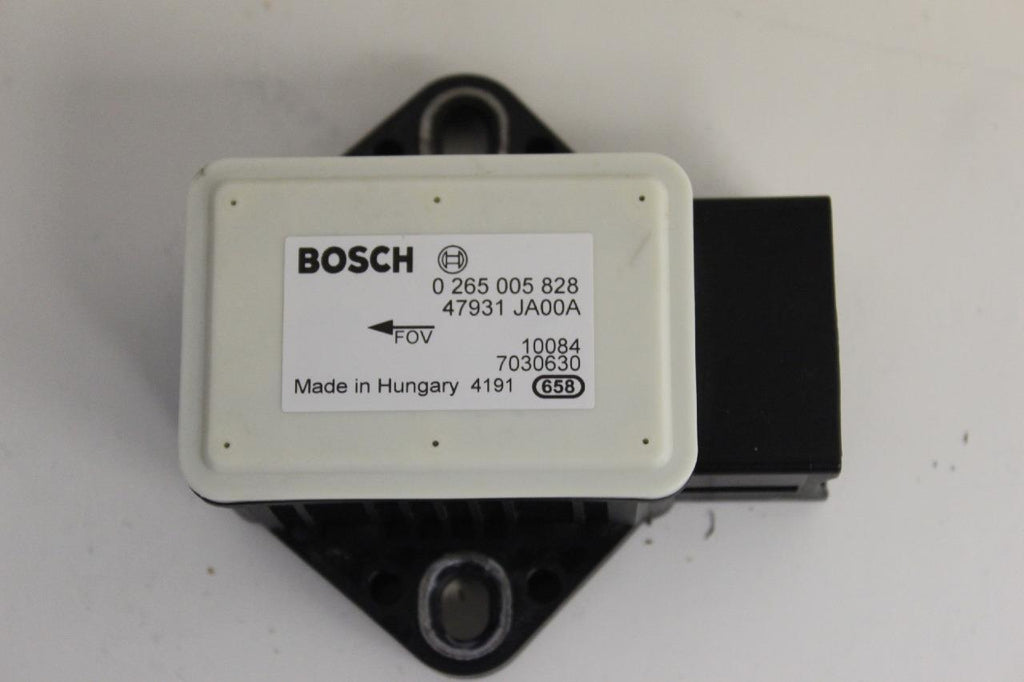 BOSCH
0 265 005 828
47931 JA00A
FOV
10084
7030630
Made in Hungary 4191 658